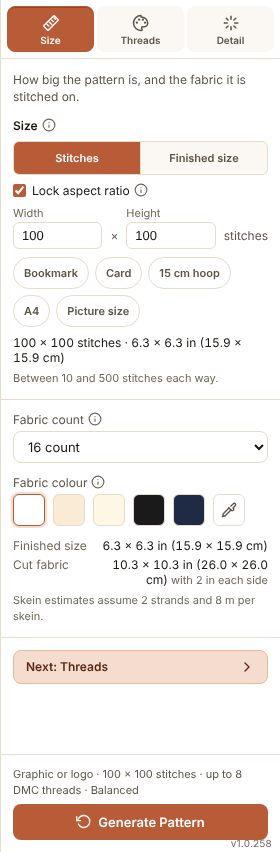 Size
Threads
Detail
How big the pattern is, and the fabric it is
stitched on.
Size
Stitches
Finished size
Lock aspect ratio
Width
Height
100
×
100
stitches
Bookmark
Card
15 cm hoop
A4
Picture size
100 × 100 stitches · 6.3 × 6.3 in (15.9 ×
15.9 cm)
Between 10 and 500 stitches each way.
Fabric count
16 count
Fabric colour
Finished size
6.3 × 6.3 in (15.9 × 15.9 cm)
Cut fabric
10.3 × 10.3 in (26.0 × 26.0
cm) with 2 in each side
Skein estimates assume 2 strands and 8 m per
skein.
Next: Threads
Graphic or logo · 100 × 100 stitches · up to 8
DMC threads · Balanced
Generate Pattern
v1.0.258